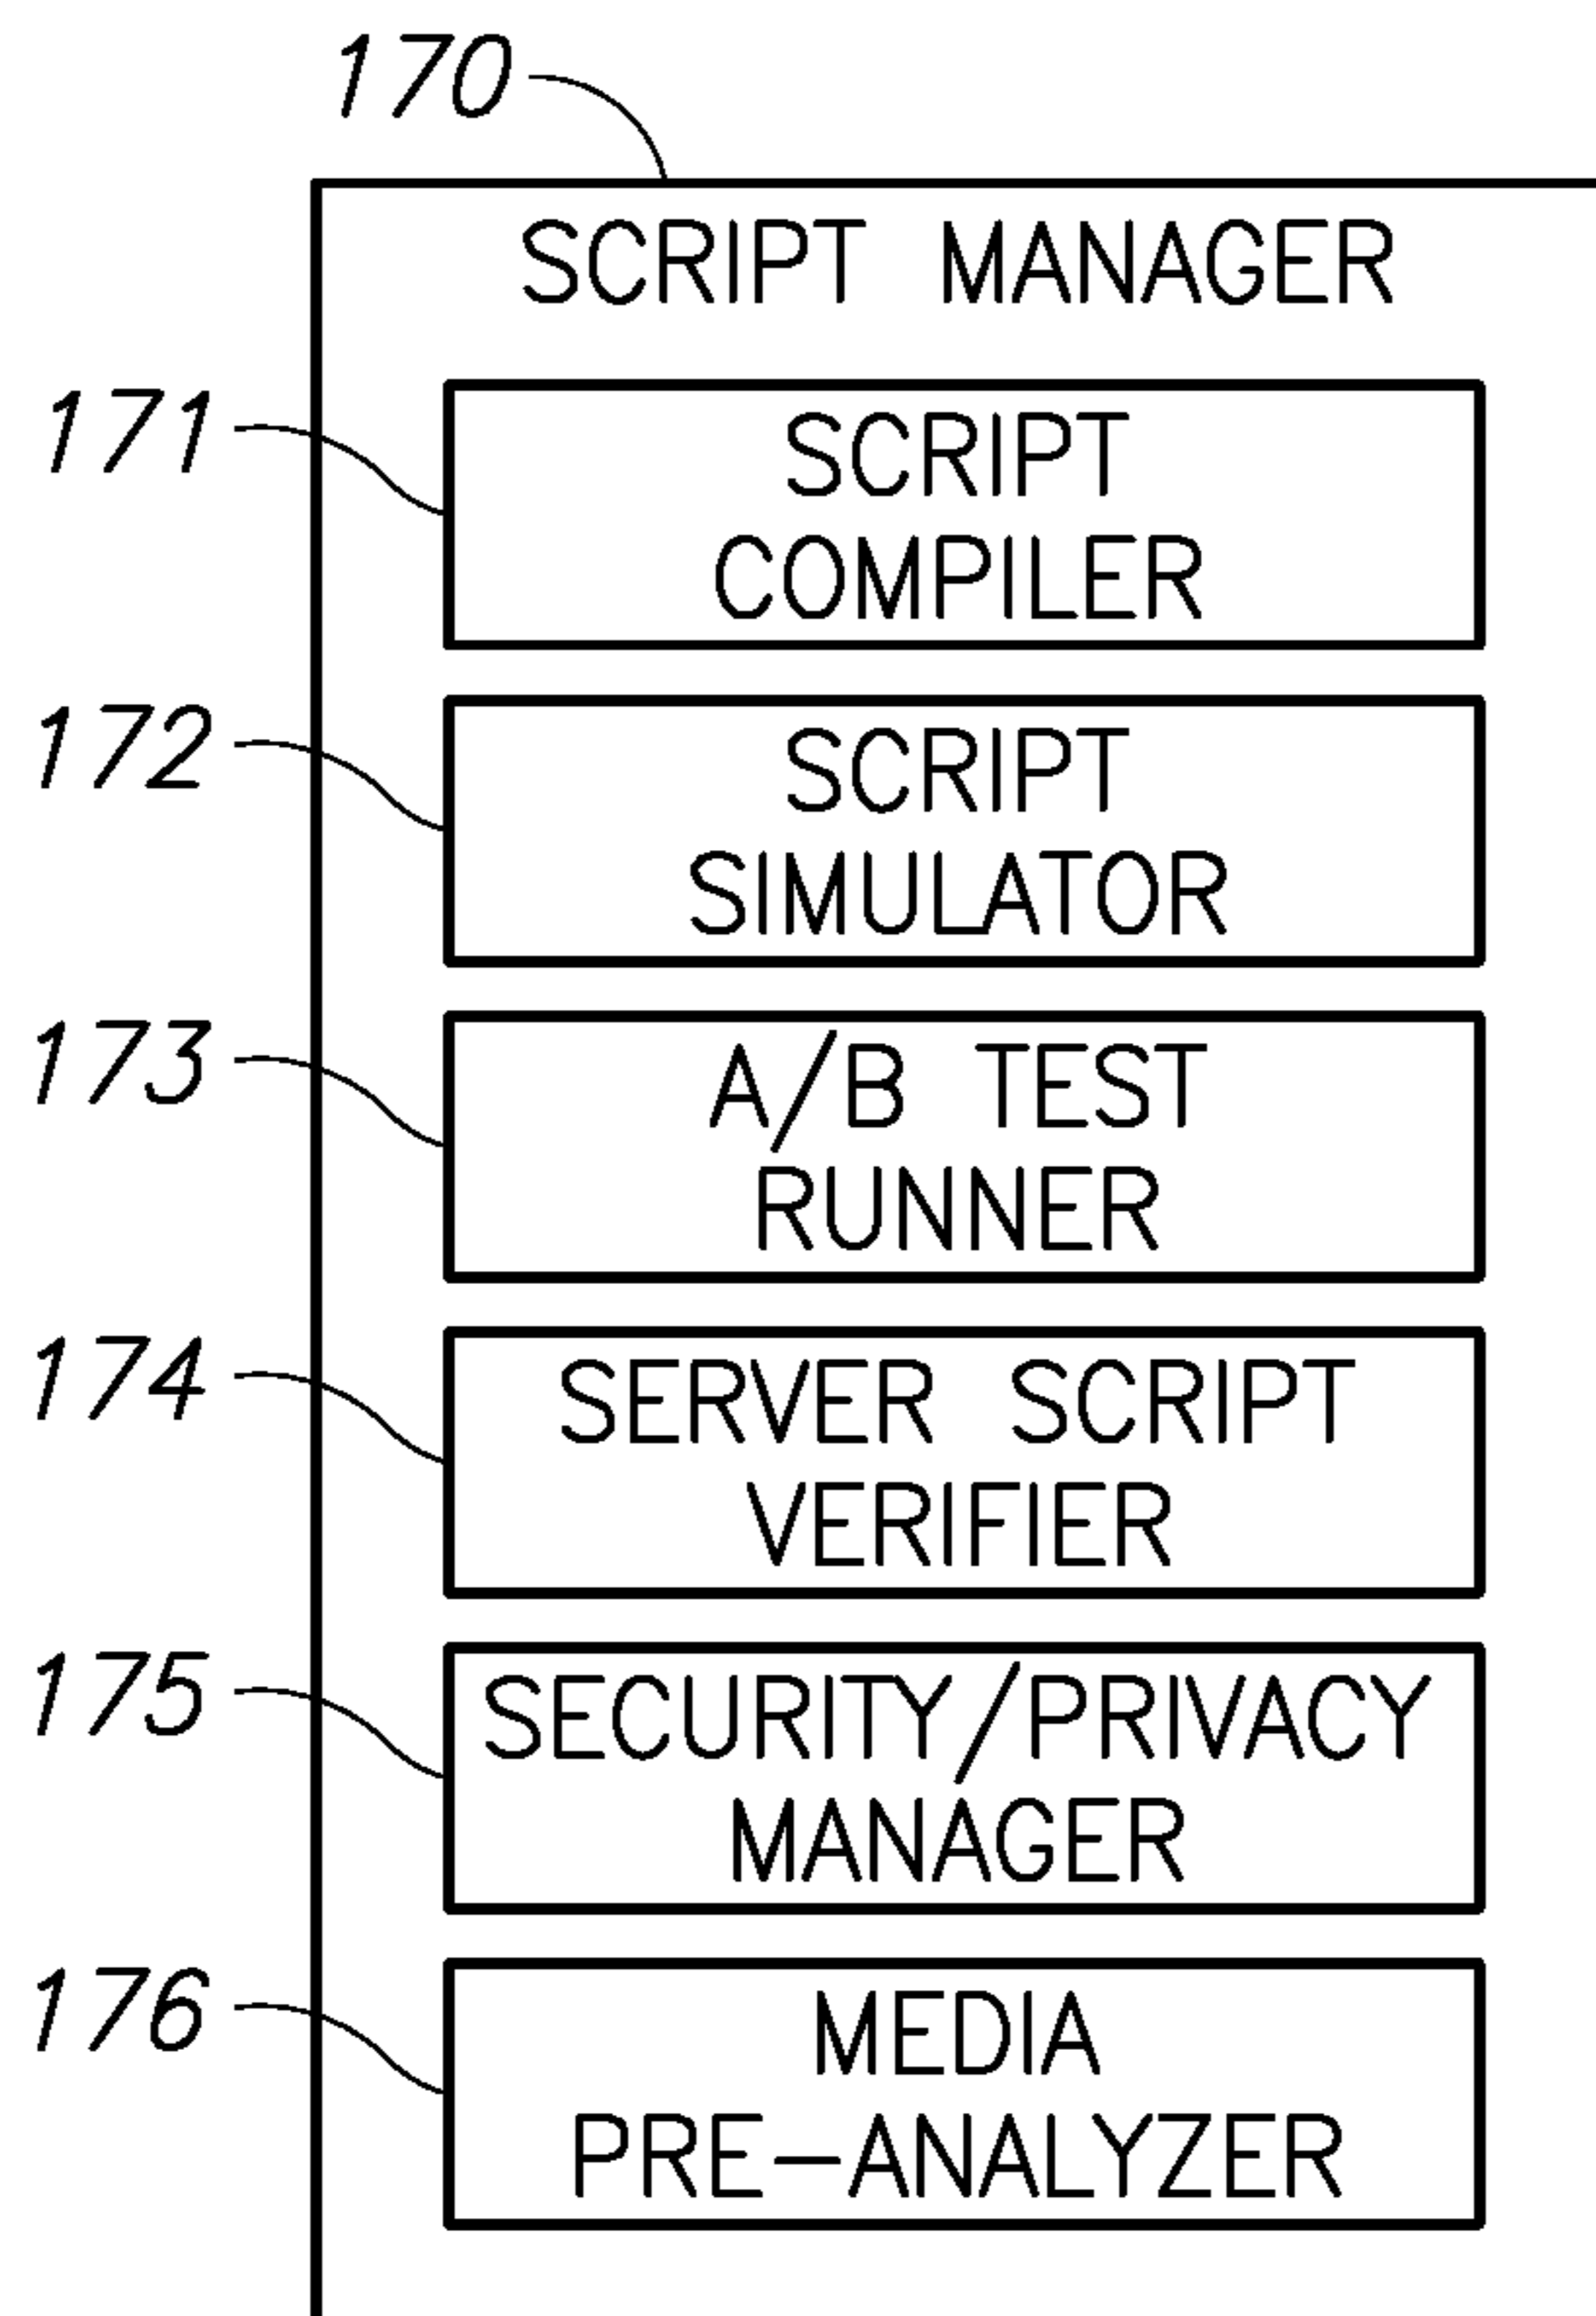 170
SCRIPT MANAGER
171
SCRIPT
COMPILER
172
SCRIPT
SIMULATOR
173
A/B TEST
RUNNER
174
SERVER SCRIPT
VERIFIER
175
SECURITY/PRIVACY
MANAGER
176
MEDIA
PRE-ANALYZER